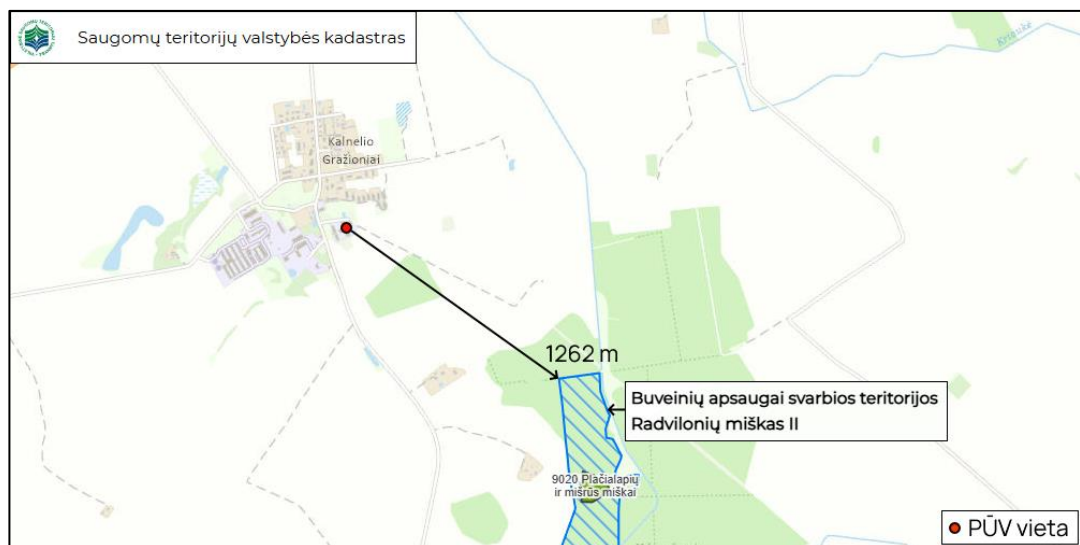 Saugomų teritorijų valstybės kadastras
Kalnelio
Gražioniai
1262 m
Buveinių apsaugai svarbios teritorijos
Radvilonių miškas II
9020 Plačialapių
ir mišrūs miškai
PŪV vieta